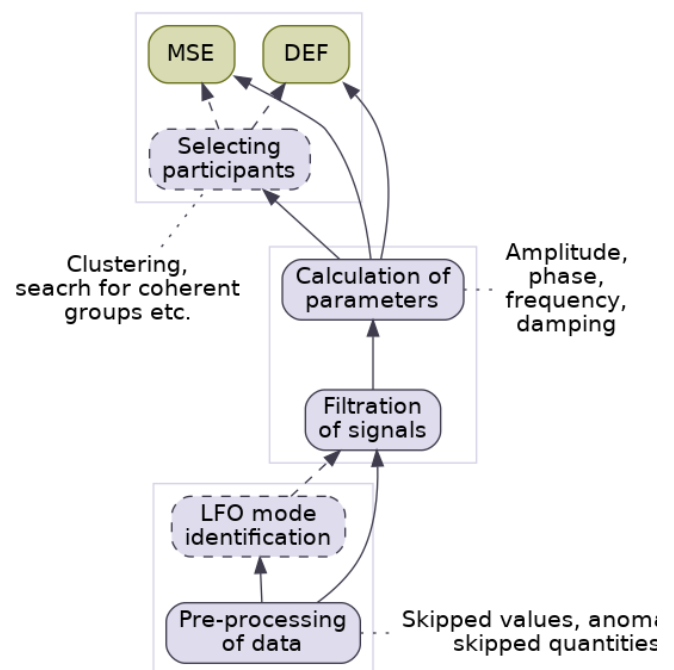 MSE
DEF
Selecting
participants
Clustering,
seacrh for coherent
groups etc.
Calculation of
parameters
Amplitude,
phase,
frequency,
damping
Filtration
of signals
LFO mode
identification
Pre-processing
of data
Skipped values,
skipped quantities